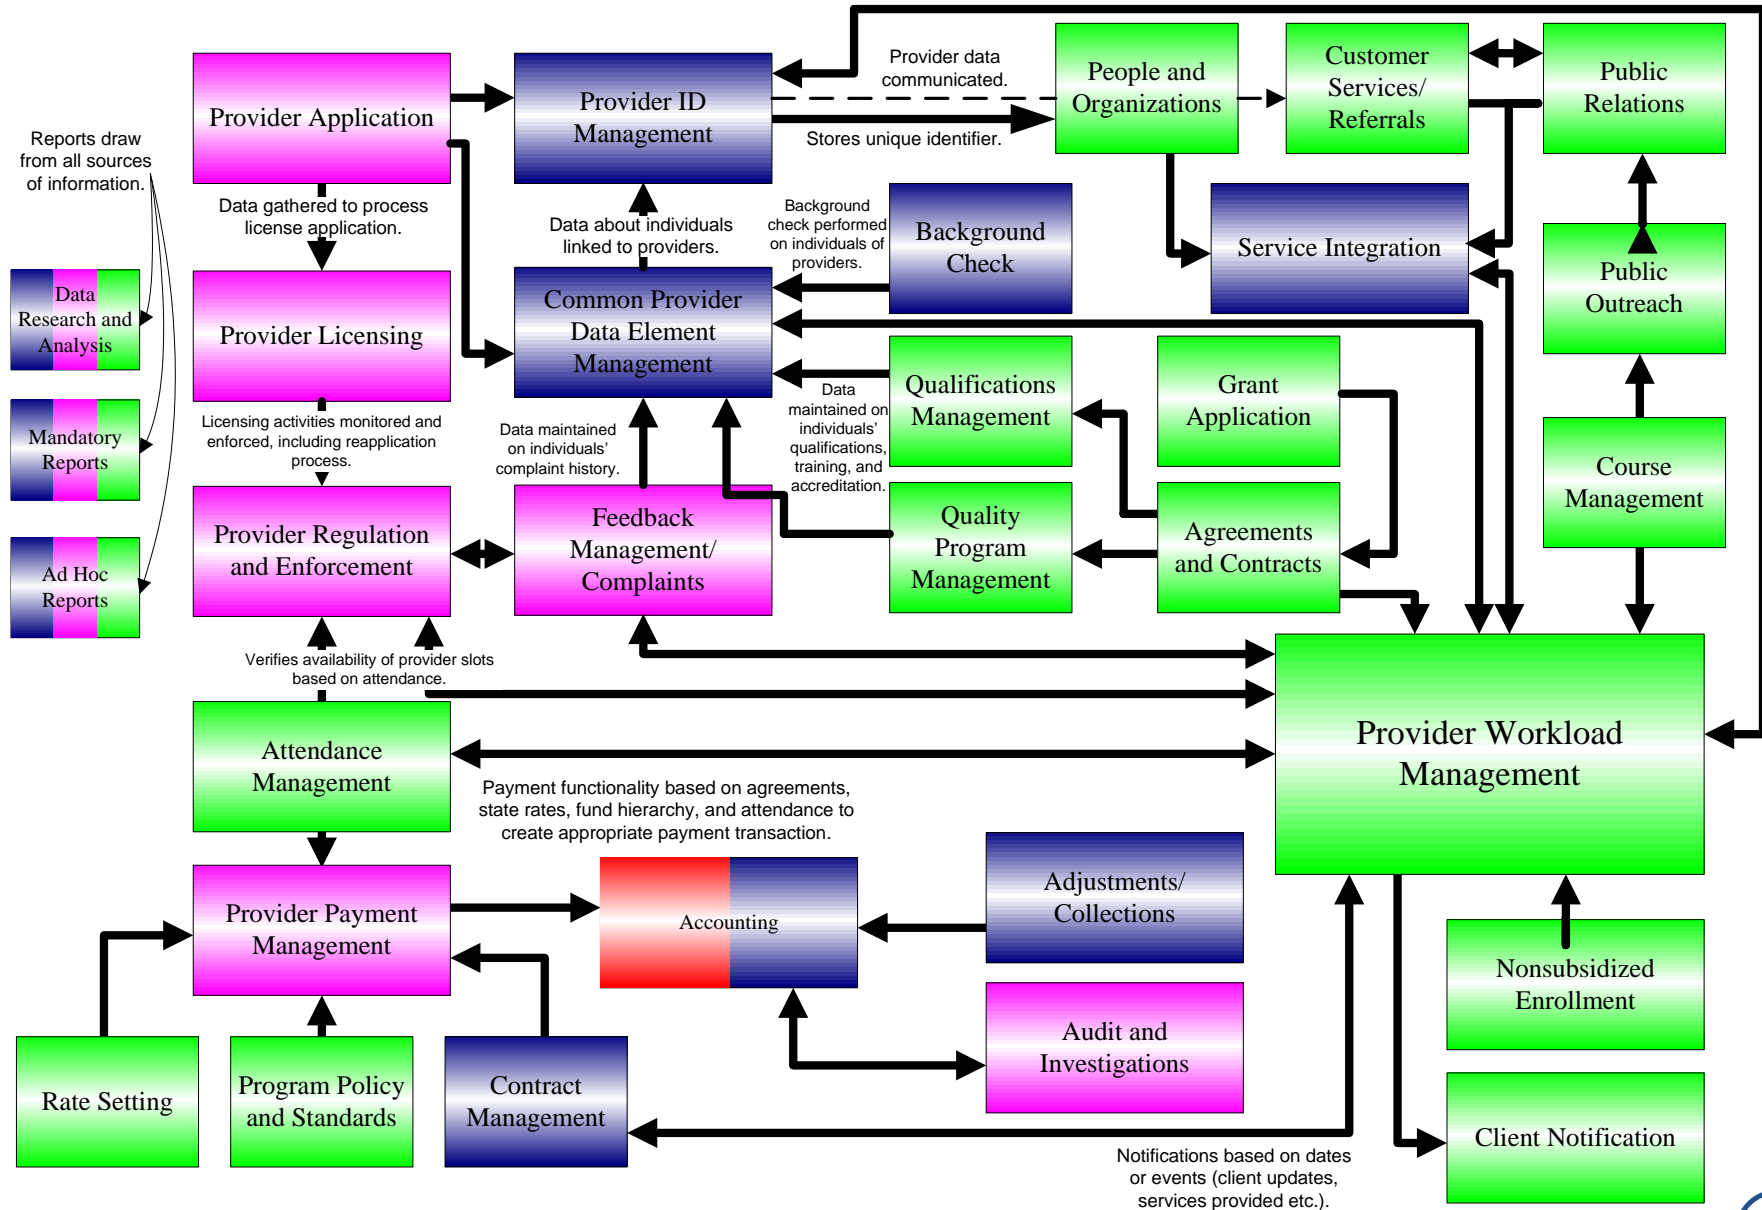 Provider Application
Provider ID
Management
Provider data
communicated.
Stores unique identifier.
People and
Organizations
Customer
Services/
Referrals
Public
Relations
Reports draw
from all sources
of information.
Data gathered to process
license application.
Data about individuals
linked to providers.
Background
check performed
on individuals of
providers.
Background
Check
Service Integration
Public
Outreach
Data
Research and
Analysis
Provider Licensing
Common Provider
Data Element
Management
Qualifications
Management
Grant
Application
Mandatory
Reports
Licensing activities monitored and
enforced, including reapplication
process.
Data maintained
on individuals’
complaint history.
Data
maintained on
individuals’
qualifications,
training, and
accreditation.
Course
Management
Ad Hoc
Reports
Provider Regulation
and Enforcement
Feedback
Management/
Complaints
Quality
Program
Management
Agreements
and Contracts
Verifies availability of provider slots
based on attendance.
Attendance
Management
Provider Workload
Management
Payment functionality based on agreements,
state rates, fund hierarchy, and attendance to
create appropriate payment transaction.
Provider Payment
Management
Accounting
Adjustments/
Collections
Nonsubsidized
Enrollment
Audit and
Investigations
Rate Setting
Program Policy
and Standards
Contract
Management
Client Notification
Notifications based on dates
or events (client updates,
services provided etc.).